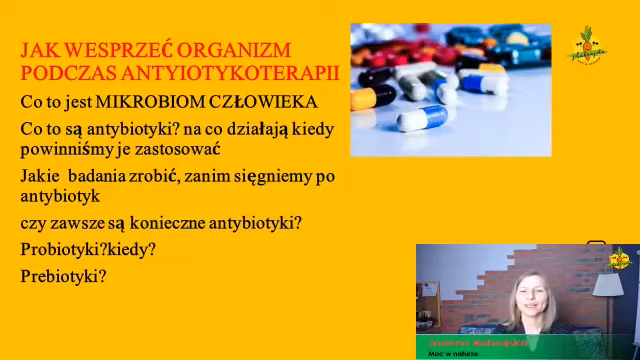 JAK WESPRZEĆ ORGANIZM
PODCZAS ANTYIOTYKOTERAPII
Co to jest MIKROBIOM CZŁOWIEKA
Co to są antybiotyki? na co działają kiedy
powinniśmy je zastosować
Jakie badania zrobić, zanim sięgniemy po
antybiotyk
czy zawsze są konieczne antybiotyki?
Probiotyki?kiedy?
Prebiotyki?
Joanna
Moc w naturze